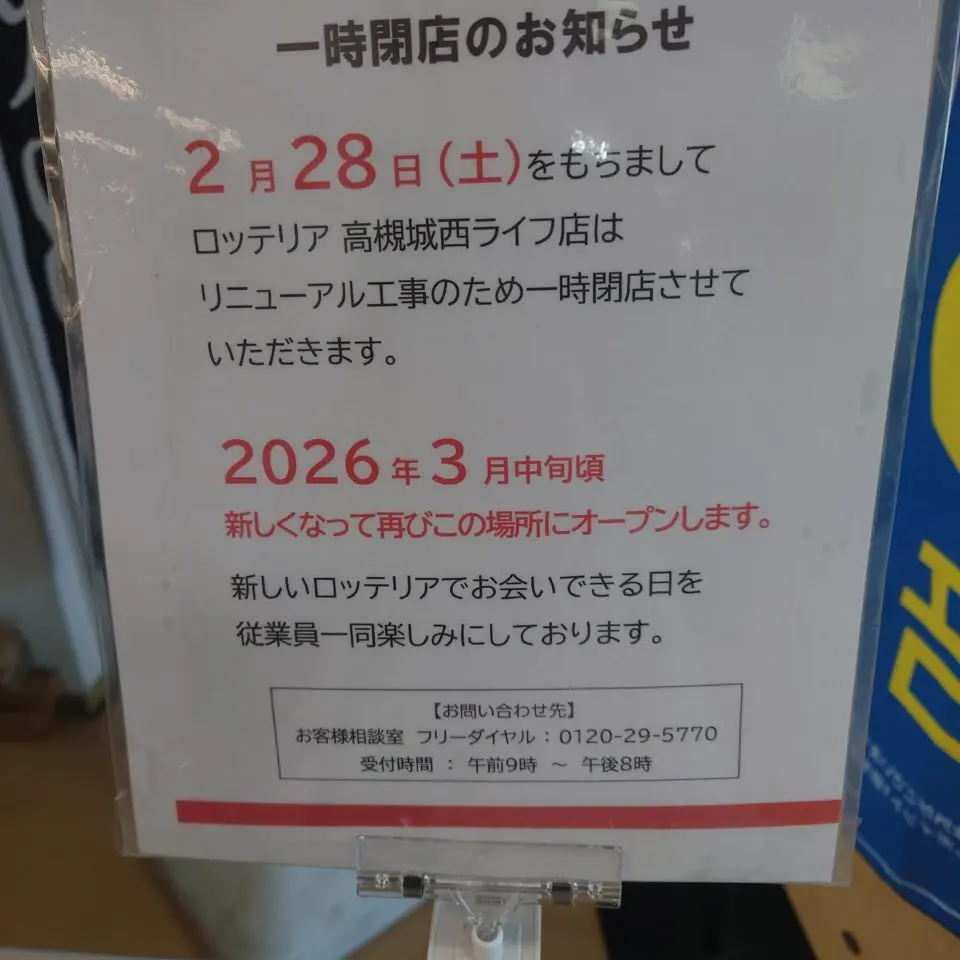 一時閉店のお知らせ
2月28日(土)をもちまして
ロッテリア 高槻城西ライフ店は
リニューアル工事のため一時閉店させて
いただきます。
2026年3月中旬頃
新しくなって再びこの場所にオープンします。
新しいロッテリアでお会いできる日を
従業員一同楽しみにしております。
【お問い合わせ先】
お客様相談室 フリーダイヤル：0120-29-5770
受付時間 ： 午前9時 ～ 午後8時